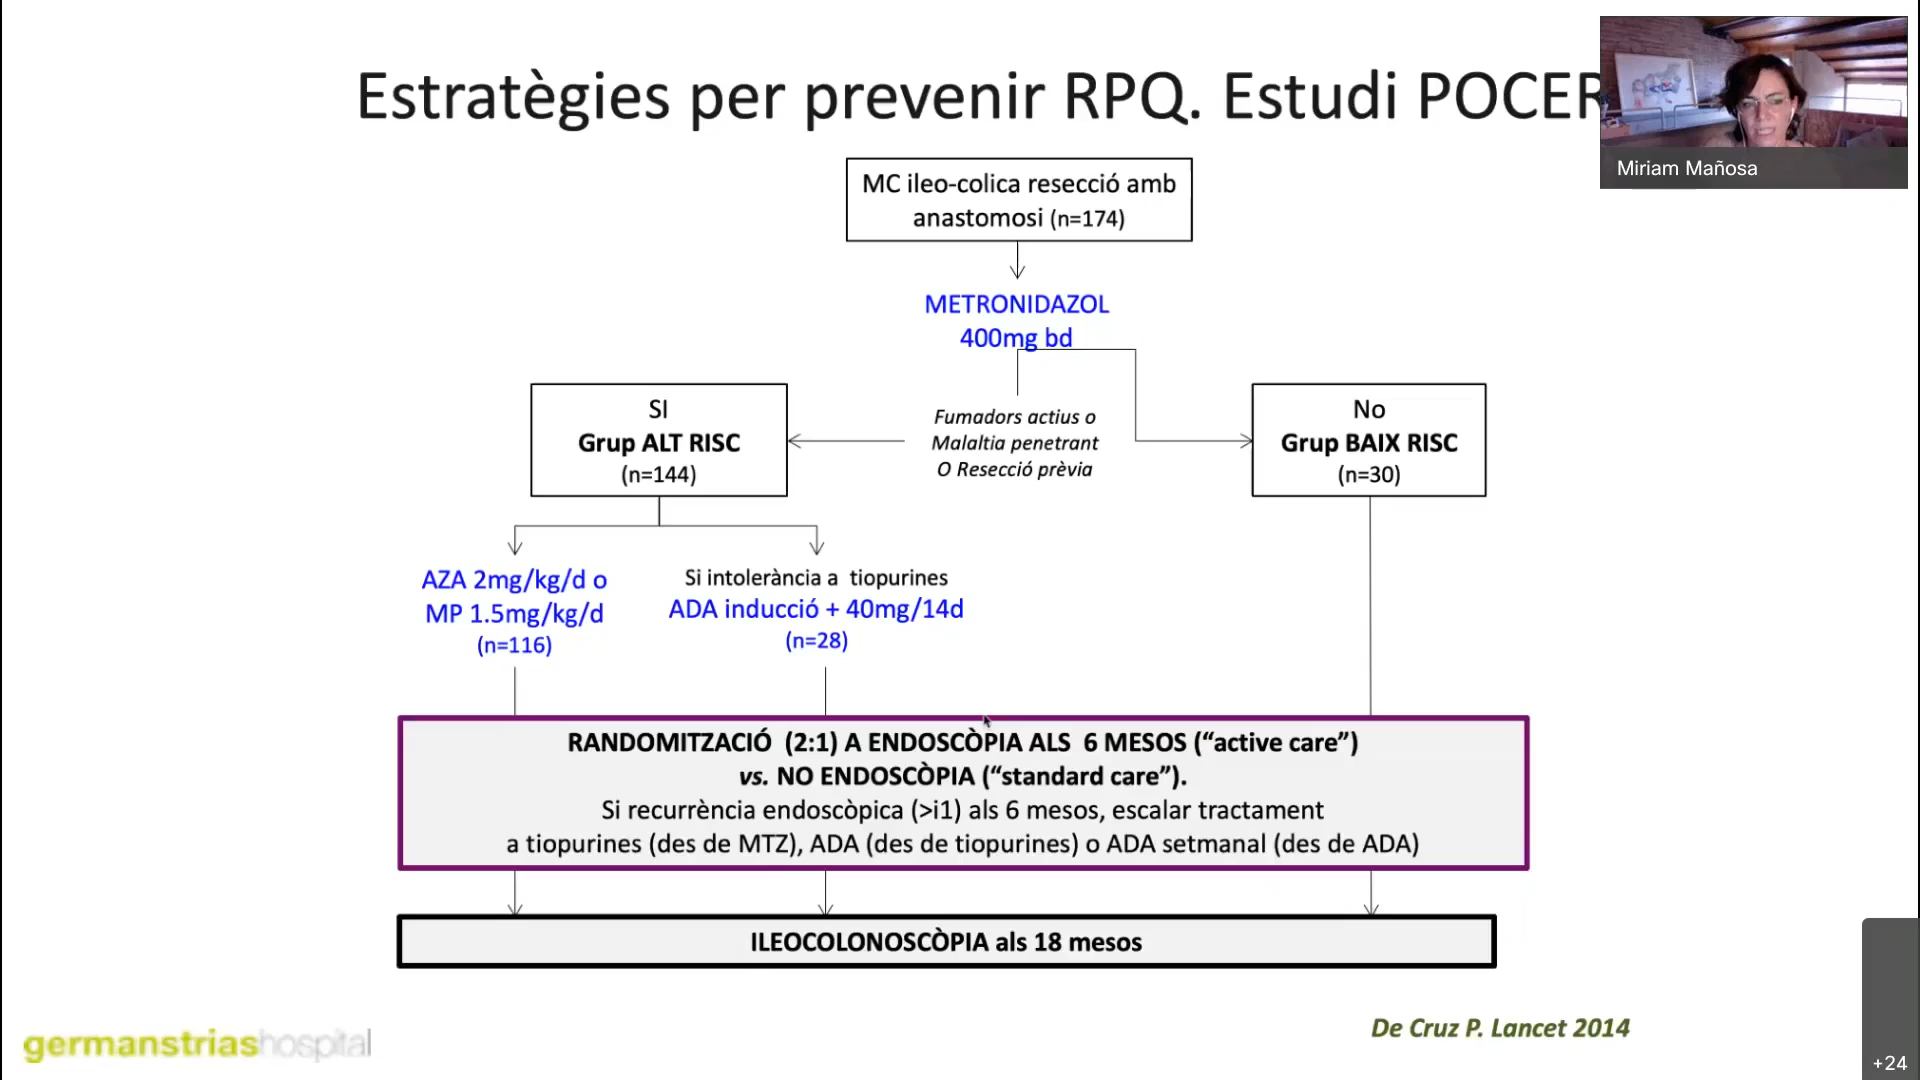 Estratègies per prevenir RPQ. Estudi POCER
Miriam Mañosa
MC ileo-colica resecció amb
anastomosi (n=174)
METRONIDAZOL
400mg bd
SI
Grup ALT RISC
(n=144)
Fumadors actius o
Malaltia penetrant
O Resecció prèvia
No
Grup BAIX RISC
(n=30)
AZA 2mg/kg/d o
MP 1.5mg/kg/d
(n=116)
Si intolerància a tiopurines
ADA inducció + 40mg/14d
(n=28)
RANDOMITZACIÓ (2:1) A ENDOSCÒPIA ALS 6 MESOS (“active care”)
vs. NO ENDOSCÒPIA (“standard care”).
Si recurrència endoscòpica (>i1) als 6 mesos, escalar tractament
a tiopurines (des de MTZ), ADA (des de tiopurines) o ADA setmanal (des de ADA)
ILEOCOLONOSCÒPIA als 18 mesos
germanstriashospital
De Cruz P. Lancet 2014
+24